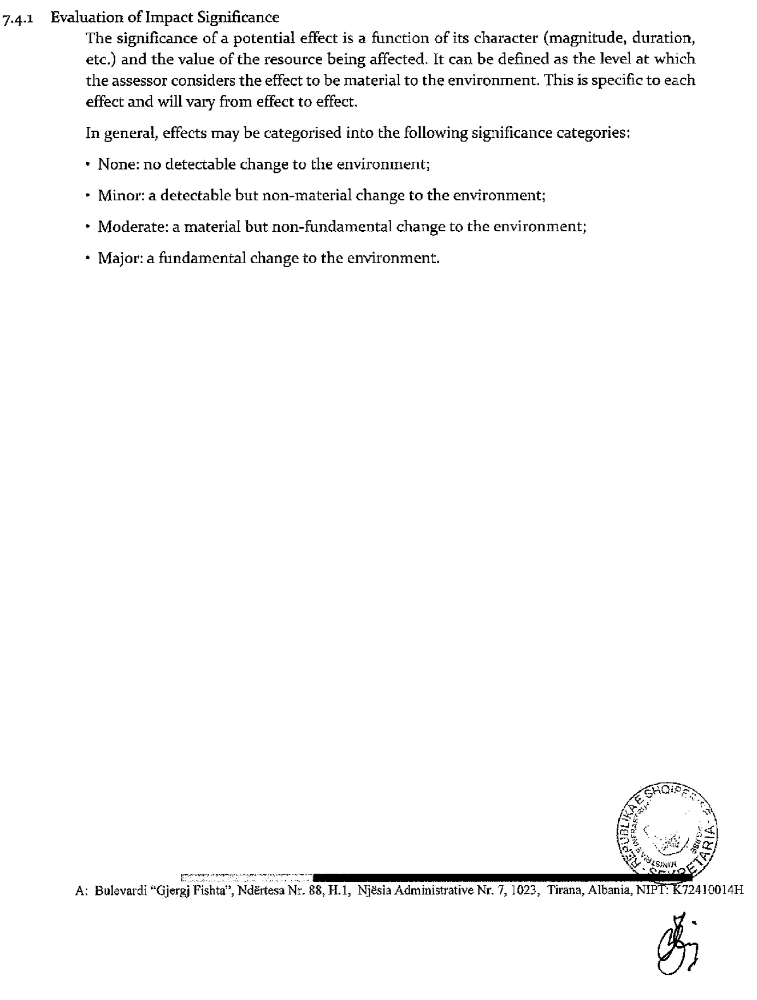 7.4.1 Evaluation of Impact Significance
The significance of a potential effect is a function of its character (magnitude, duration,
etc.) and the value of the resource being affected. It can be defined as the level at which
the assessor considers the effect to be material to the environment. This is specific to each
effect and will vary from effect to effect.
In general, effects may be categorised into the following significance categories:
• None: no detectable change to the environment;
• Minor: a detectable but non-material change to the environment;
• Moderate: a material but non-fundamental change to the environment;
• Major: a fundamental change to the environment.
REPUBLIKA E SHQIPERISE
SEKRETARIA
A: Bulevardi “Gjergj Fishta”, Ndërtesa Nr. 88, H.1, Njësia Administrative Nr. 7, 1023, Tirana, Albania, NIPT: K72410014H